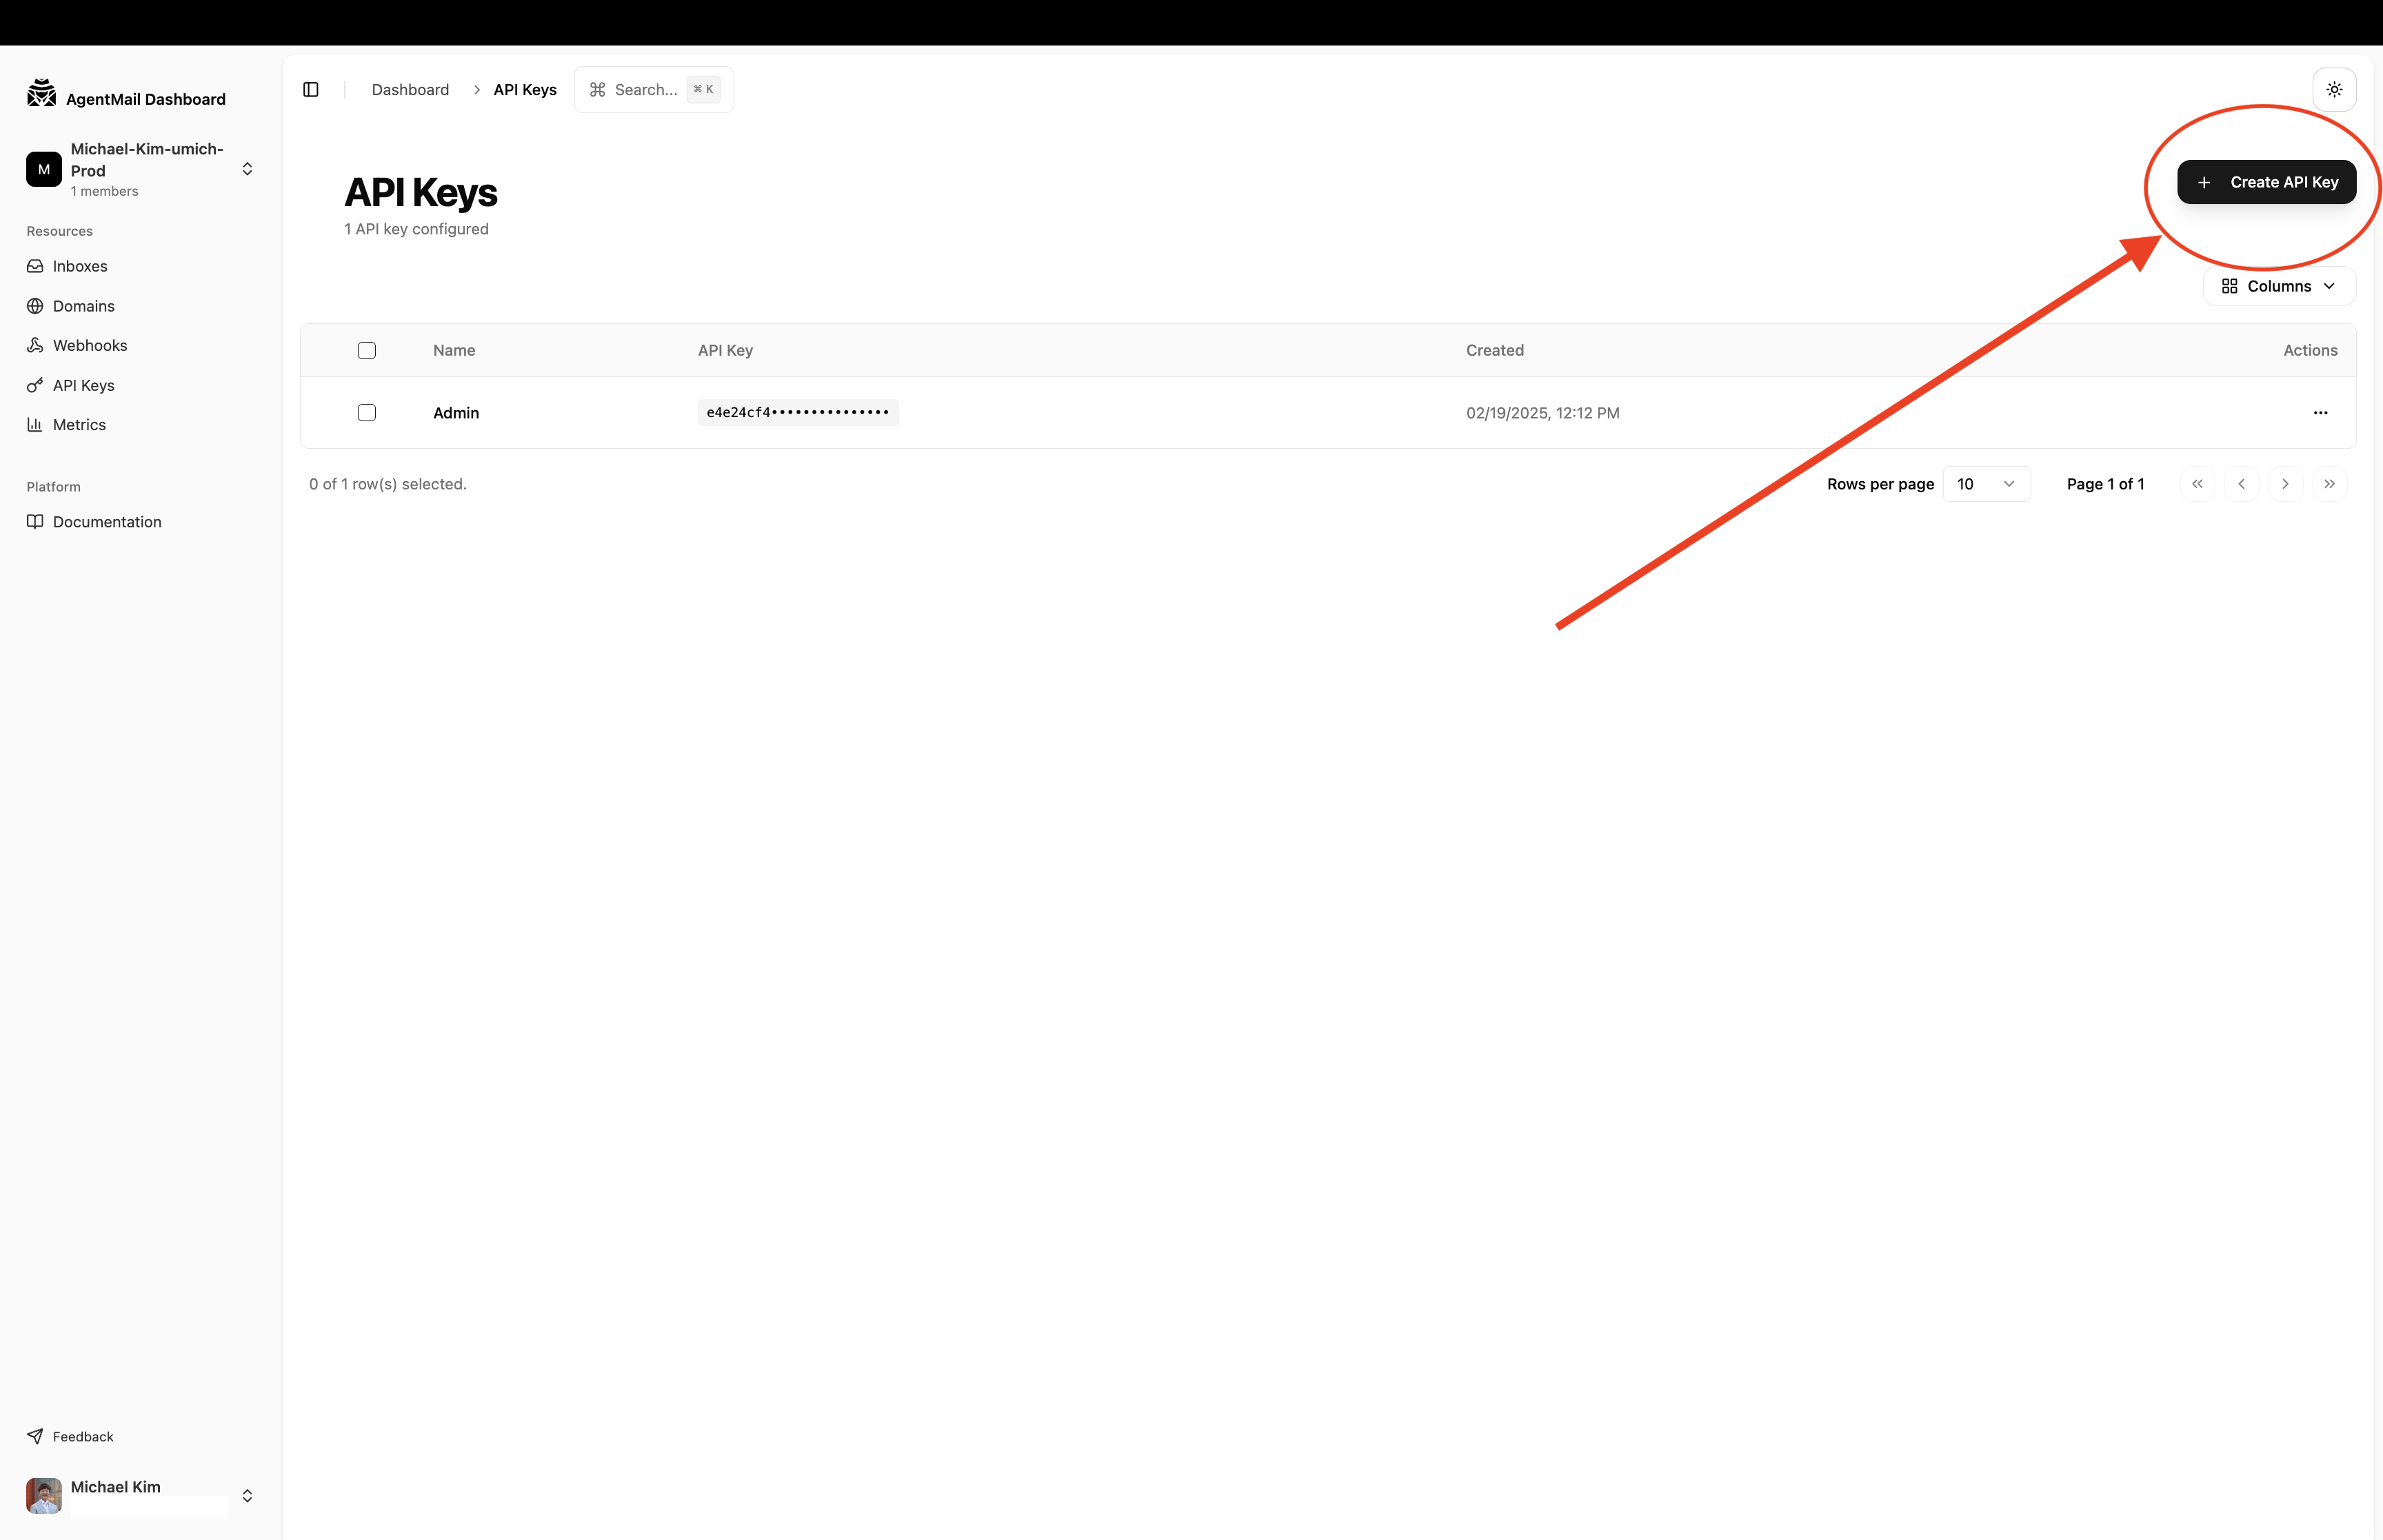 AgentMail Dashboard
M
Michael-Kim-umich-
Prod
1 members
Resources
Inboxes
Domains
Webhooks
API Keys
Metrics
Platform
Documentation
Feedback
Michael Kim
Dashboard > API Keys
Search... ⌘ K
API Keys
1 API key configured
+ Create API Key
Columns
Name API Key Created Actions
Admin e4e24cf4••••••••••••••• 02/19/2025, 12:12 PM ...
0 of 1 row(s) selected.
Rows per page 10 Page 1 of 1